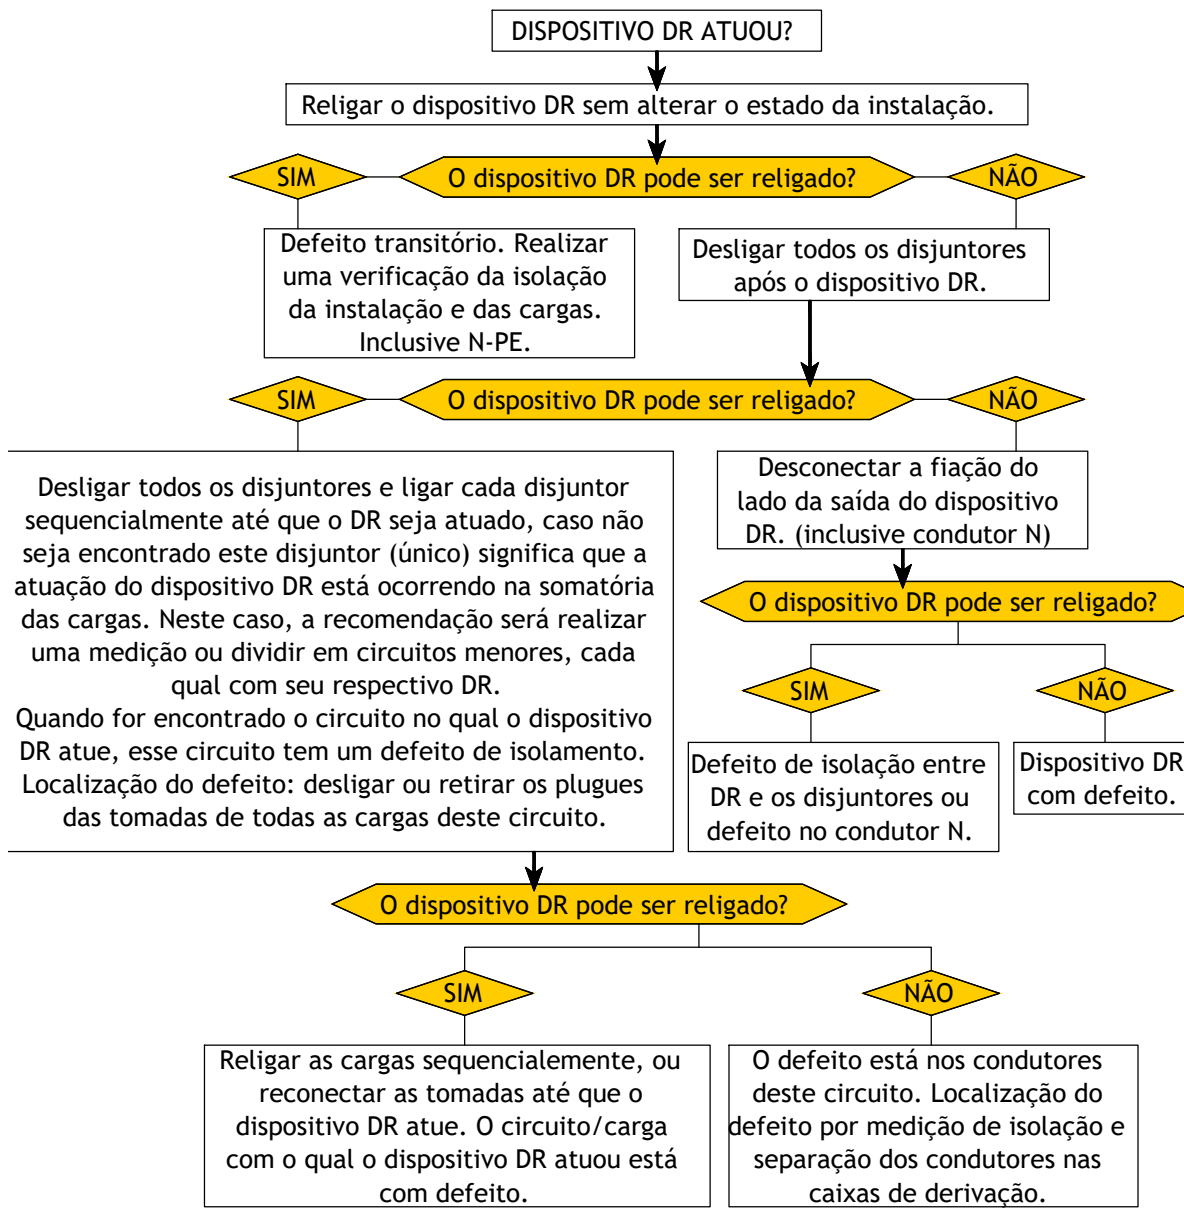 DISPOSITIVO DR ATUOU?
Religar o dispositivo DR sem alterar o estado da instalação.
SIM
O dispositivo DR pode ser religado?
NÃO
Defeito transitório. Realizar
uma verificação da isolação
da instalação e das cargas.
Inclusive N-PE.
Desligar todos os disjuntores
após o dispositivo DR.
SIM
O dispositivo DR pode ser religado?
NÃO
Desligar todos os disjuntores e ligar cada disjuntor
sequencialmente até que o DR seja atuado, caso não
seja encontrado este disjuntor (único) significa que a
atuação do dispositivo DR está ocorrendo na somatória
das cargas. Neste caso, a recomendação será realizar
uma medição ou dividir em circuitos menores, cada
qual com seu respectivo DR.
Quando for encontrado o circuito no qual o dispositivo
DR atue, esse circuito tem um defeito de isolamento.
Localização do defeito: desligar ou retirar os plugues
das tomadas de todas as cargas deste circuito.
Desconectar a fiação do
lado da saída do dispositivo
DR. (inclusive condutor N)
O dispositivo DR pode ser religado?
SIM
NÃO
Defeito de isolação entre
DR e os disjuntores ou
defeito no condutor N.
Dispositivo DR
com defeito.
O dispositivo DR pode ser religado?
SIM
NÃO
Religar as cargas sequencialemente, ou
reconectar as tomadas até que o
dispositivo DR atue. O circuito/carga
com o qual o dispositivo DR atuou está
com defeito.
O defeito está nos condutores
deste circuito. Localização do
defeito por medição de isolação e
separação dos condutores nas
caixas de derivação.